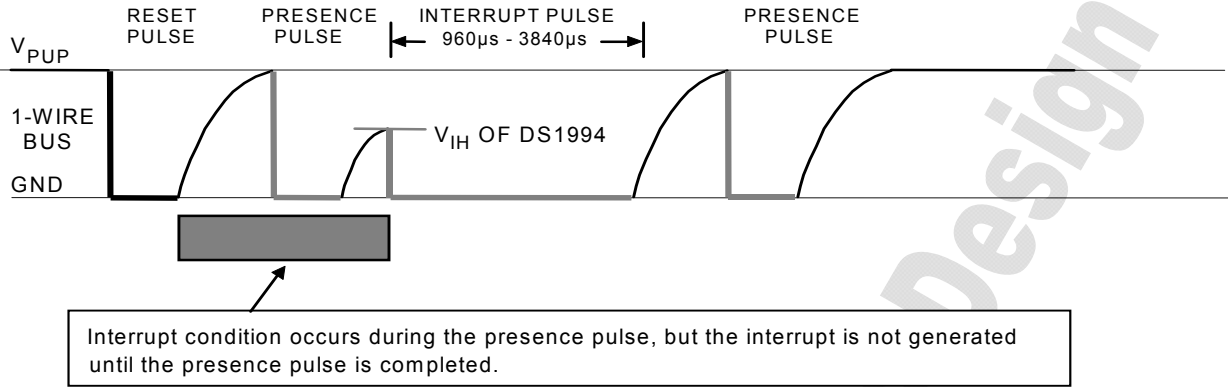 RESET PULSE
PRESENCE PULSE
INTERRUPT PULSE
960µs - 3840µs
PRESENCE PULSE
VPUP
1-WIRE BUS
VIH OF DS1994
GND
Interrupt condition occurs during the presence pulse, but the interrupt is not generated
until the presence pulse is completed.
Design